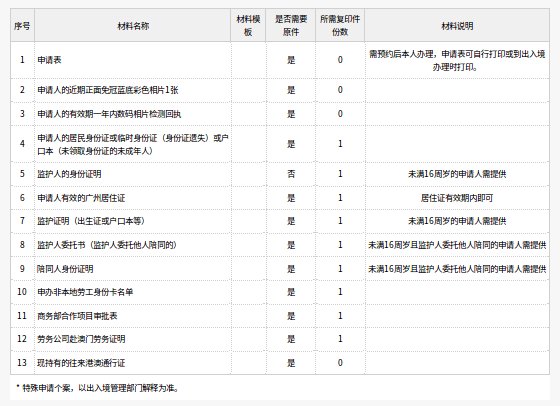 序号 材料名称 材料模板 是否需要原件 所需复印件份数 材料说明
1 申请表 是 0 需预约后本人办理，申请表可自行打印或到出入境办理时打印。
2 申请人的近期正面免冠蓝底彩色相片1张 是 0
3 申请人的有效期一年内数码相片检测回执 是 0
4 申请人的居民身份证或临时身份证（身份证遗失）或户口本（未领取身份证的未成年人） 是 1
5 监护人的身份证明 否 1 未满16周岁的申请人需提供
6 申请人有效的广州居住证 是 1 居住证有效期内即可
7 监护证明（出生证或户口本等） 是 1 未满16周岁的申请人需提供
8 监护人委托书（监护人委托他人陪同的） 是 1 未满16周岁且监护人委托他人陪同的申请人需提供
9 陪同人身份证明 是 1 未满16周岁且监护人委托他人陪同的申请人需提供
10 申办非本地劳工身份卡名单 是 1
11 商务部合作项目审批表 是 1
12 劳务公司赴澳门劳务证明 是 1
13 现持有的往来港澳通行证 是 0
* 特殊申请个案，以出入境管理部门解释为准。